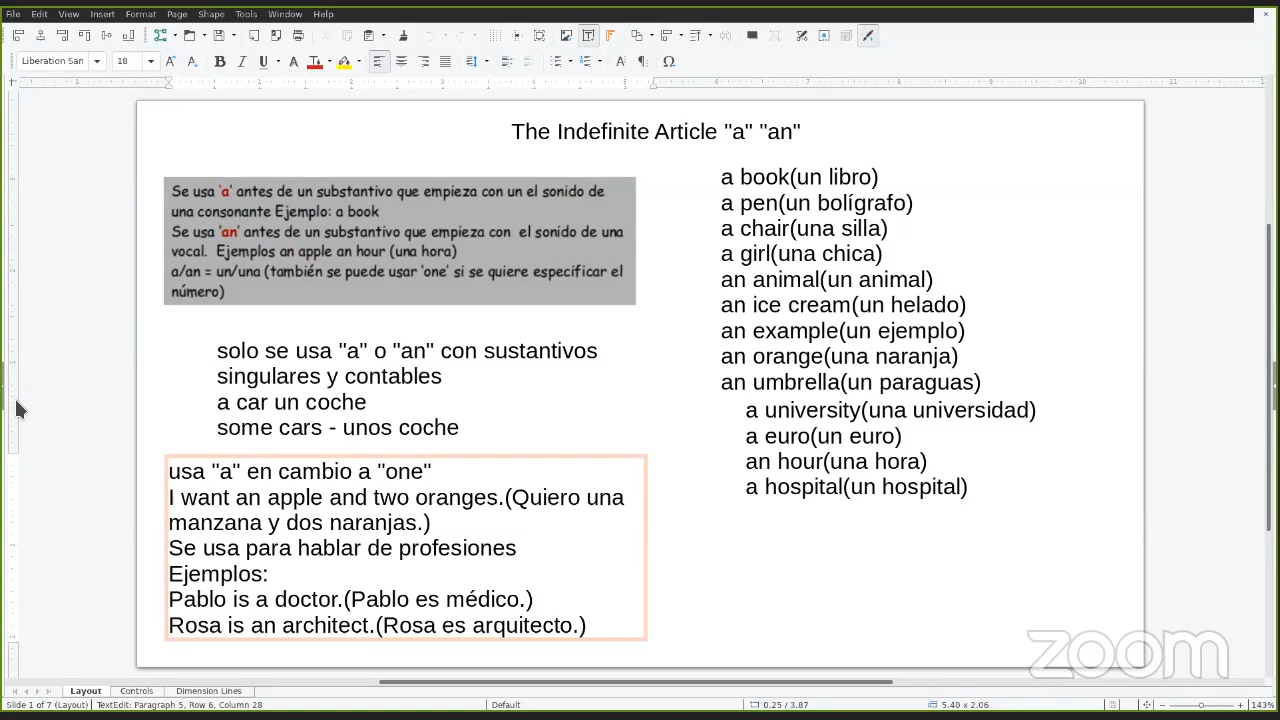 File Edit View Insert Format Page Shape Tools Window Help
Liberation San 18
The Indefinite Article "a" "an"
Se usa 'a' antes de un substantivo que empieza con un el sonido de
una consonante Ejemplo: a book
Se usa 'an' antes de un substantivo que empieza con el sonido de una
vocal. Ejemplos an apple an hour (una hora)
a/an = un/una (también se puede usar 'one' si se quiere especificar el
número)
solo se usa "a" o "an" con sustantivos
singulares y contables
a car un coche
some cars - unos coche
usa "a" en cambio a "one"
I want an apple and two oranges.(Quiero una
manzana y dos naranjas.)
Se usa para hablar de profesiones
Ejemplos:
Pablo is a doctor.(Pablo es médico.)
Rosa is an architect.(Rosa es arquitecto.)
a book(un libro)
a pen(un bolígrafo)
a chair(una silla)
a girl(una chica)
an animal(un animal)
an ice cream(un helado)
an example(un ejemplo)
an orange(una naranja)
an umbrella(un paraguas)
a university(una universidad)
a euro(un euro)
an hour(una hora)
a hospital(un hospital)
zoom
Layout Controls Dimension Lines
Slide 1 of 7 (Layout) TextEdit: Paragraph 5, Row 6, Column 28 Default 0.25 / 3.87 5.40 x 2.06 143%